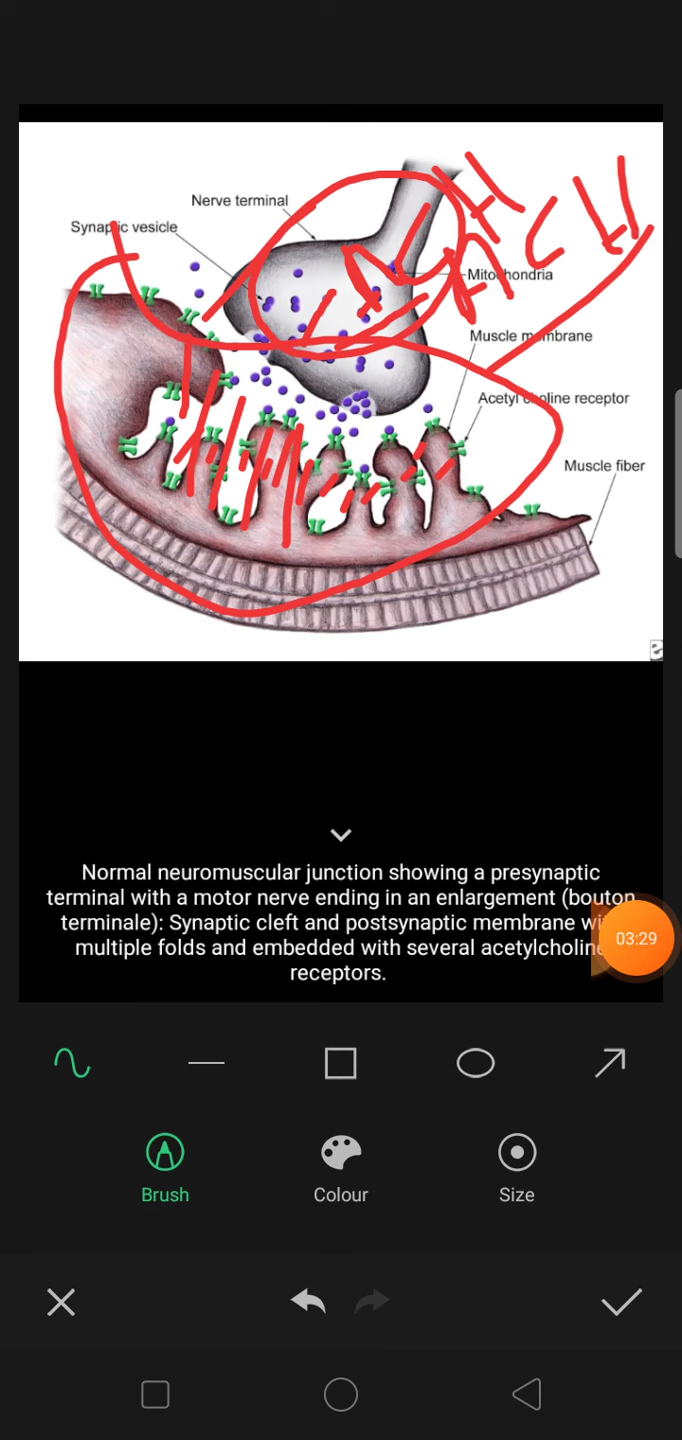 Nerve terminal
Synaptic vesicle
Mitochondria
Muscle membrane
Acetyl choline receptor
Muscle fiber
Normal neuromuscular junction showing a presynaptic
terminal with a motor nerve ending in an enlargement (bouton
terminale): Synaptic cleft and postsynaptic membrane
multiple folds and embedded with several acetylcholine
receptors.
03:29
Brush
Colour
Size